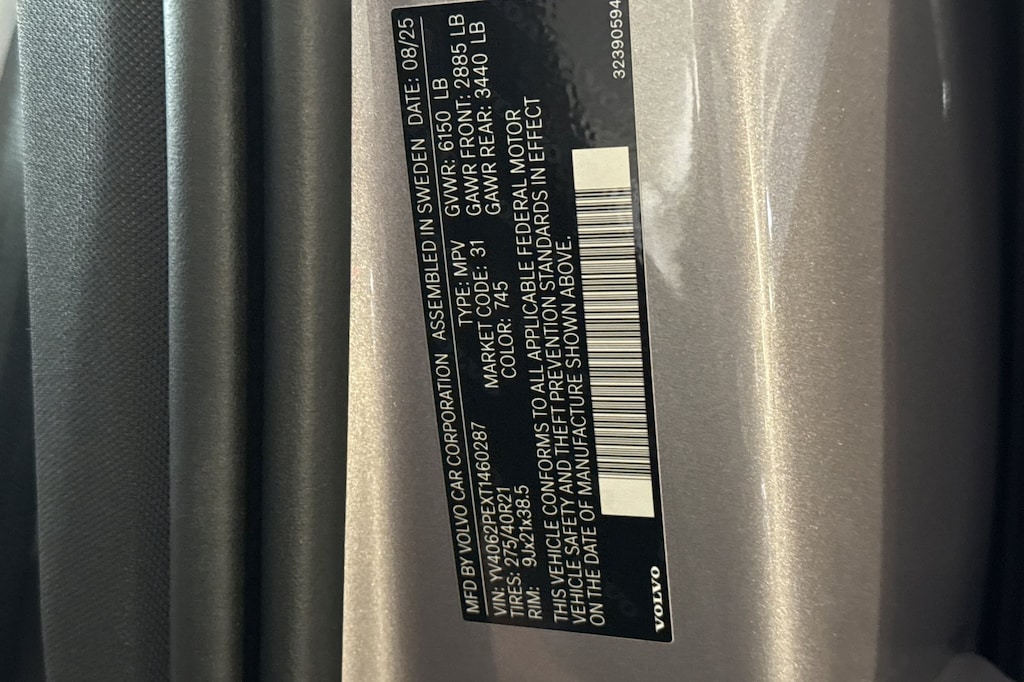 MFD BY VOLVO CAR CORPORATION ASSEMBLED IN SWEDEN DATE: 08/25
VIN: YV4062PEXT1460287 TYPE: MPV GVWR: 6150 LB
TIRES: 275/40R21 MARKET CODE: 31 GAWR FRONT: 2885 LB
RIM: 9Jx21x38.5 COLOR: 745 GAWR REAR: 3440 LB
THIS VEHICLE CONFORMS TO ALL APPLICABLE FEDERAL MOTOR
VEHICLE SAFETY AND THEFT PREVENTION STANDARDS IN EFFECT
ON THE DATE OF MANUFACTURE SHOWN ABOVE.
VOLVO 32390594